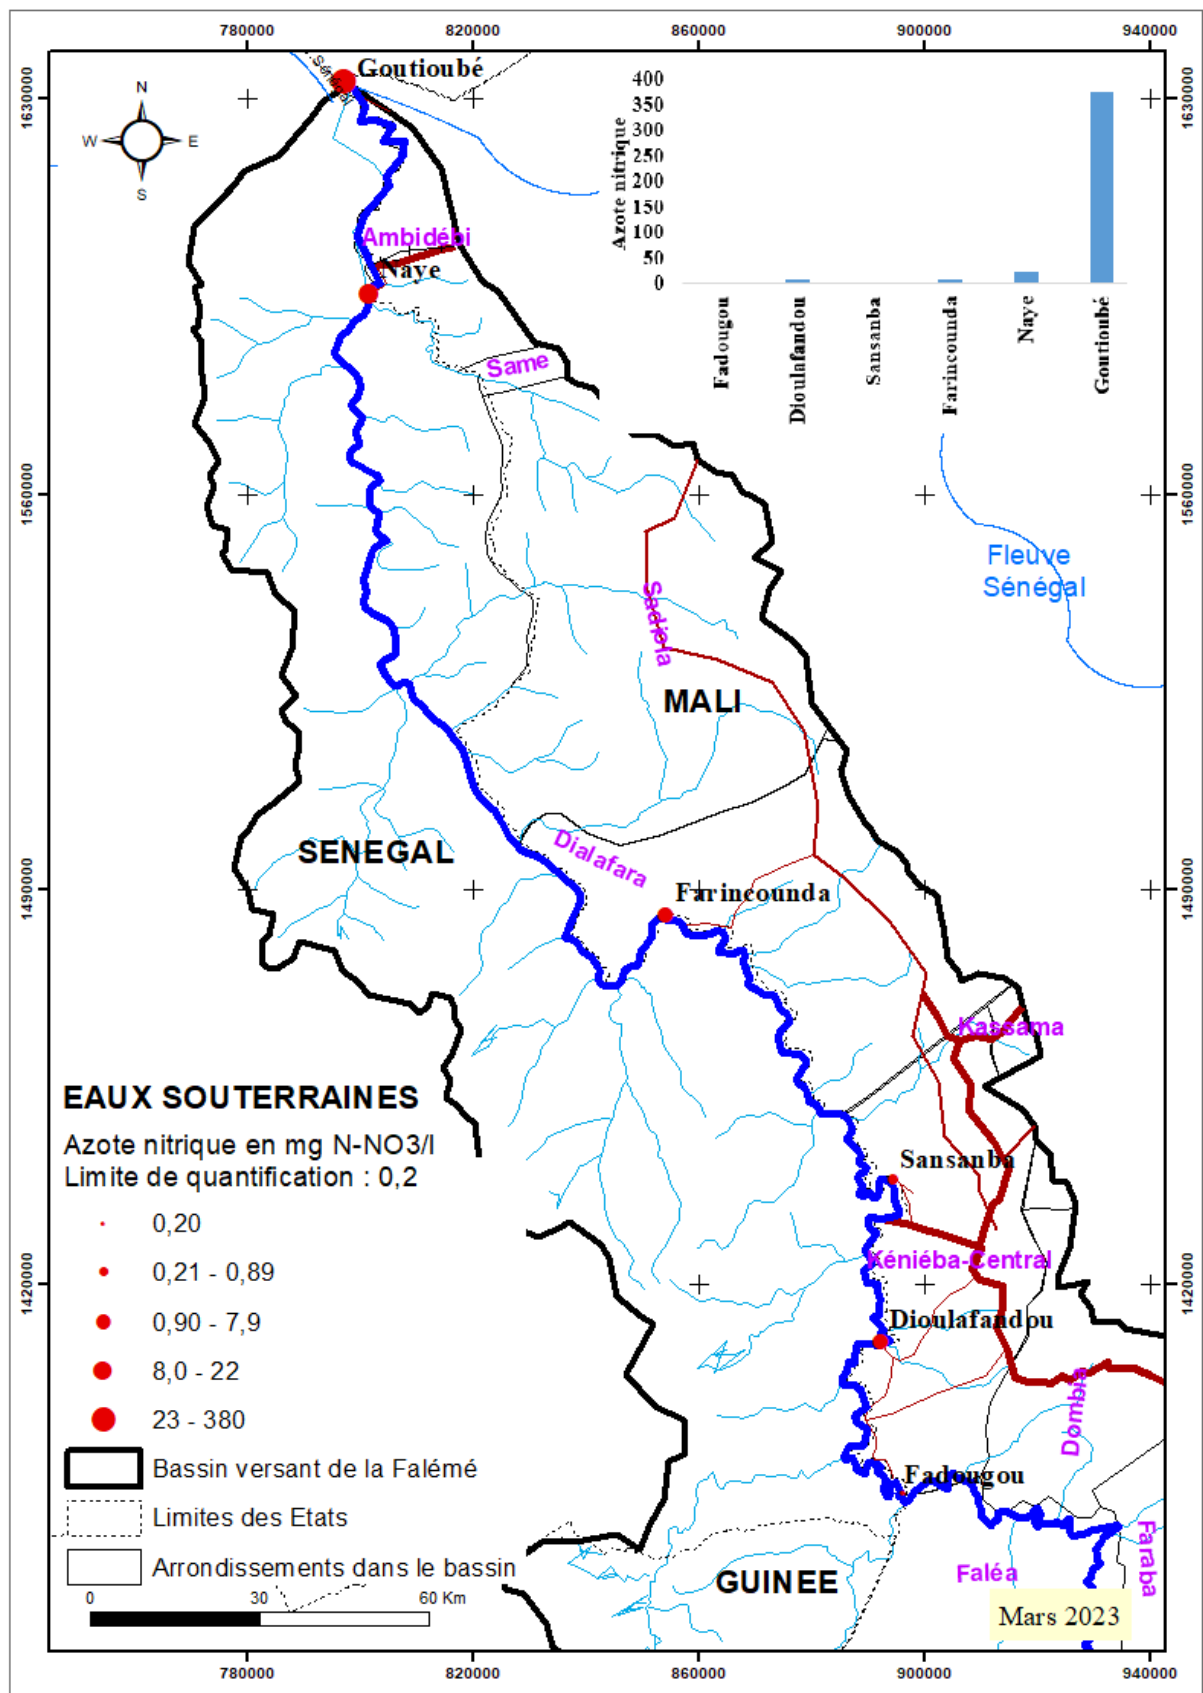 780000
820000
860000
900000
940000
1630000
1630000
1560000
1560000
1490000
1490000
1420000
1420000
N
W
E
S
Sénégal
Goutioubé
Azote nitrique
400
350
300
250
200
150
100
50
0
Fadougou
Dioulafandou
Sansanba
Farincounda
Naye
Goutioubé
Ambidébi
Naye
Same
Fleuve
Sénégal
Sadiola
MALI
SENEGAL
Dialafara
Farincounda
Kassama
Sansanba
Kéniéba-Central
Dioulafandou
Dombia
Fadougou
Faraba
Faléa
GUINEE
EAUX SOUTERRAINES
Azote nitrique en mg N-NO3/l
Limite de quantification : 0,2
0,20
0,21 - 0,89
0,90 - 7,9
8,0 - 22
23 - 380
Bassin versant de la Falémé
Limites des Etats
Arrondissements dans le bassin
0
30
60 Km
Mars 2023
780000
820000
860000
900000
940000